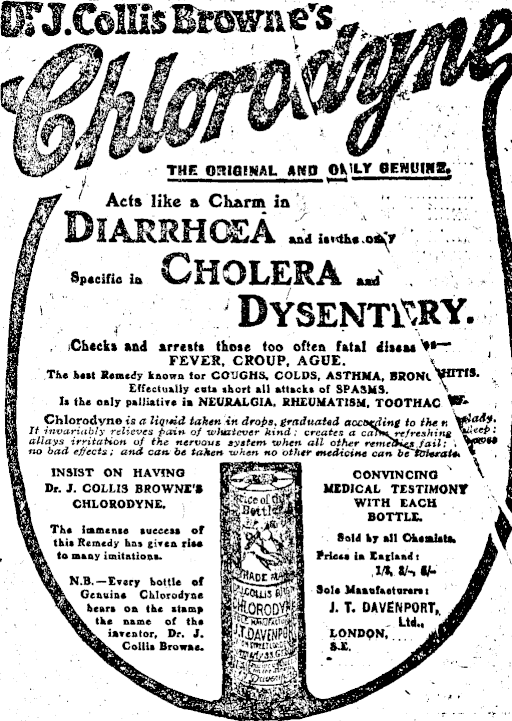 Dr. J. Collis Browne's
Chlorodyne
THE ORIGINAL AND ONLY GENUINE.
Acts like a Charm in
DIARRHŒA and is the only
Specific in CHOLERA and
DYSENTERY.
Checks and arrests those too often fatal diseases—
FEVER, CROUP, AGUE.
The best Remedy known for COUGHS, COLDS, ASTHMA, BRONCHITIS.
Effectually cuts short all attacks of SPASMS.
Is the only palliative in NEURALGIA, RHEUMATISM, TOOTHACHE.
Chlorodyne is a liquid taken in drops, graduated according to the malady.
It invariably relieves pain of whatever kind; creates a calm refreshing sleep;
allays irritation of the nervous system when all other remedies fail; leaves
no bad effects; and can be taken when no other medicine can be tolerated.
INSIST ON HAVING
Dr. J. COLLIS BROWNE'S
CHLORODYNE.
The immense success of
this Remedy has given rise
to many imitations.
N.B.—Every bottle of
Genuine Chlorodyne
bears on the stamp
the name of the
inventor, Dr. J.
Collis Browne.
Bottle
TRADE MARK
COLLIS BROWNE
CHLORODYNE
J.T. DAVENPORT
CONVINCING
MEDICAL TESTIMONY
WITH EACH
BOTTLE.
Sold by all Chemists.
Prices in England:
Sole Manufacturers:
J. T. DAVENPORT,
Ltd.,
LONDON,
S.E.